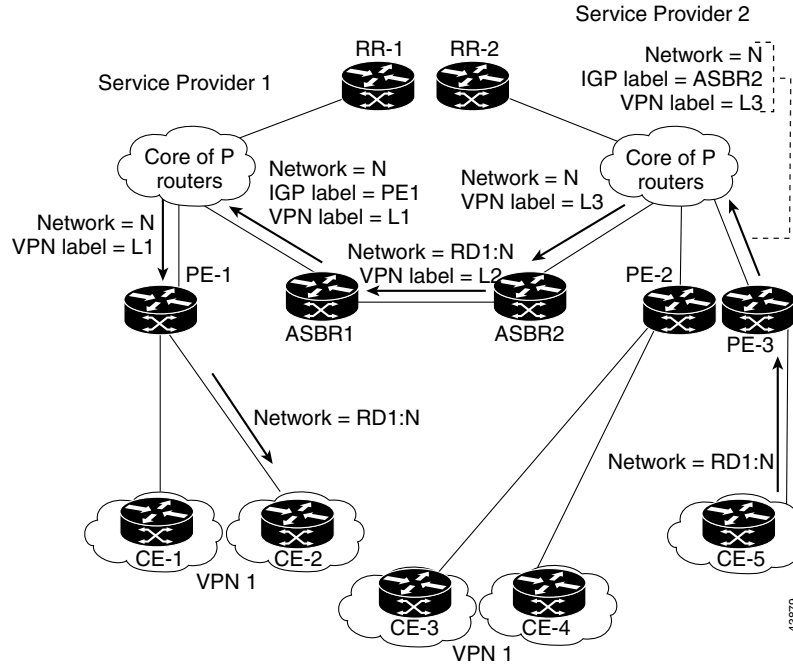 Service Provider 2
RR-1
RR-2
Network = N
IGP label = ASBR2
VPN label = L3
Service Provider 1
Core of P
routers
Network = N
IGP label = PE1
VPN label = L1
Network = N
VPN label = L3
Core of P
routers
Network = N
VPN label = L1
Network = RD1:N
VPN label = L2
PE-1
PE-2
ASBR1
ASBR2
PE-3
Network = RD1:N
Network = RD1:N
CE-1
CE-2
CE-5
VPN 1
CE-3
CE-4
VPN 1